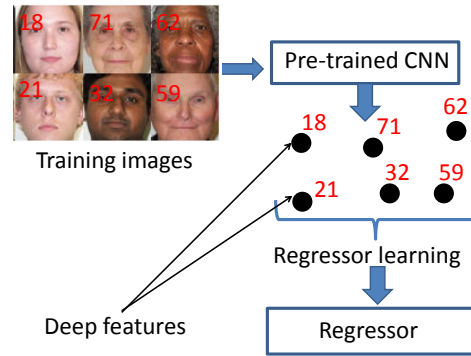 18 71 62
21 32 59
Training images
Pre-trained CNN
18 71 62
21 32 59
Regressor learning
Deep features
Regressor